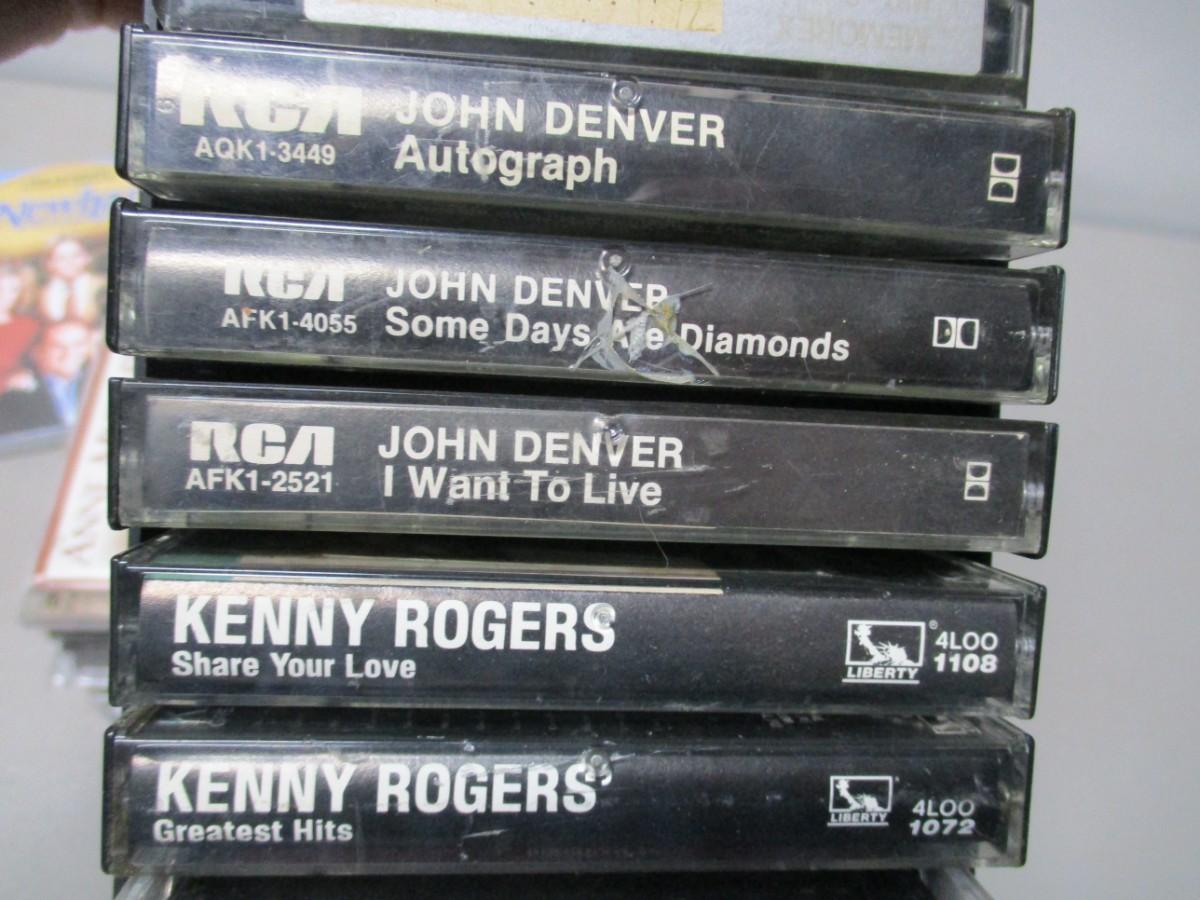 MEMOREX
RCA
AQK1-3449
JOHN DENVER
Autograph
RCA
AFK1-4055
JOHN DENVER
Some Days Are Diamonds
RCA
AFK1-2521
JOHN DENVER
I Want To Live
KENNY ROGERS
Share Your Love
LIBERTY
®
4LOO
1108
KENNY ROGERS'
Greatest Hits
LIBERTY
4LOO
1072